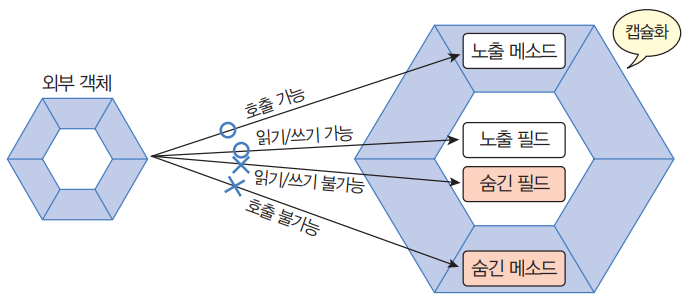 캡슐화
외부 객체
노출 메소드
호출 가능
읽기/쓰기 가능
노출 필드
읽기/쓰기 불가능
숨긴 필드
호출 불가능
숨긴 메소드